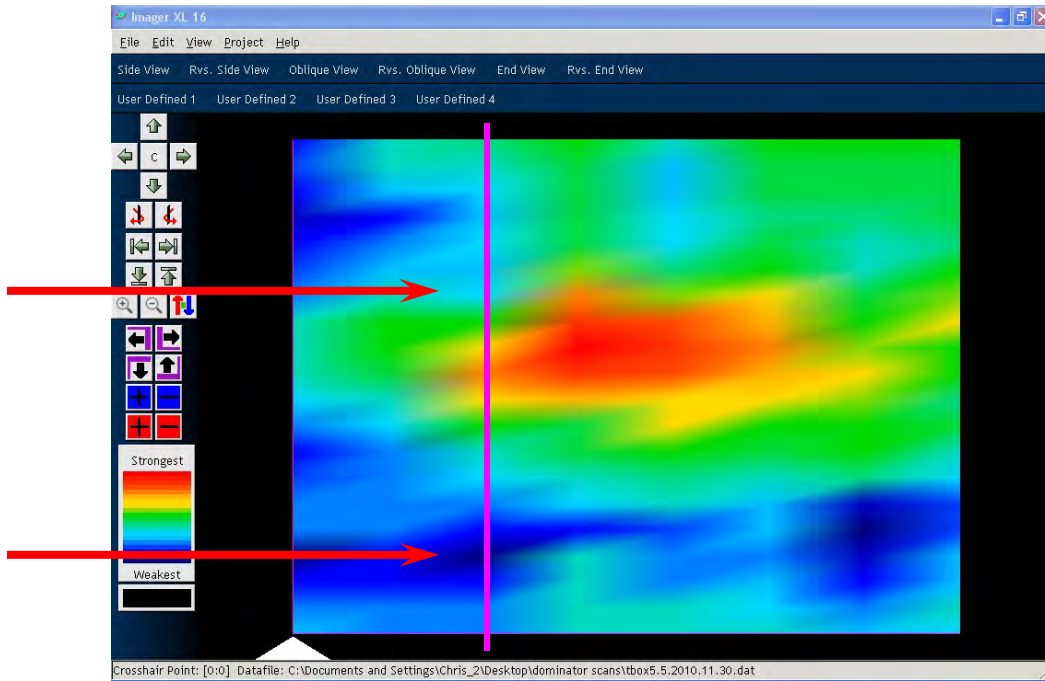 Imager XL 16
File Edit View Project Help
Side View Rvs. Side View Oblique View Rvs. Oblique View End View Rvs. End View
User Defined 1 User Defined 2 User Defined 3 User Defined 4
C
Strongest
Weakest
Crosshair Point: [0:0] Datafile: C:\Documents and Settings\Chris_2\Desktop\dominator scans\tbox5.5.2010.11.30.dat